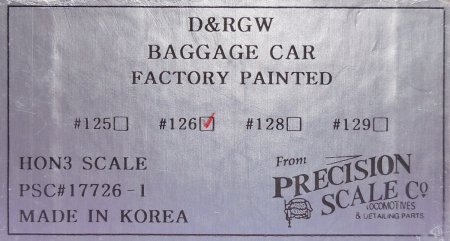 D&RGW
BAGGAGE CAR
FACTORY PAINTED
#125☐ #126☑ #128☐ #129☐
HON3 SCALE
PSC#17726-1
MADE IN KOREA
From
PRECISION
SCALE Co
LOCOMOTIVES
& DETAILING PARTS